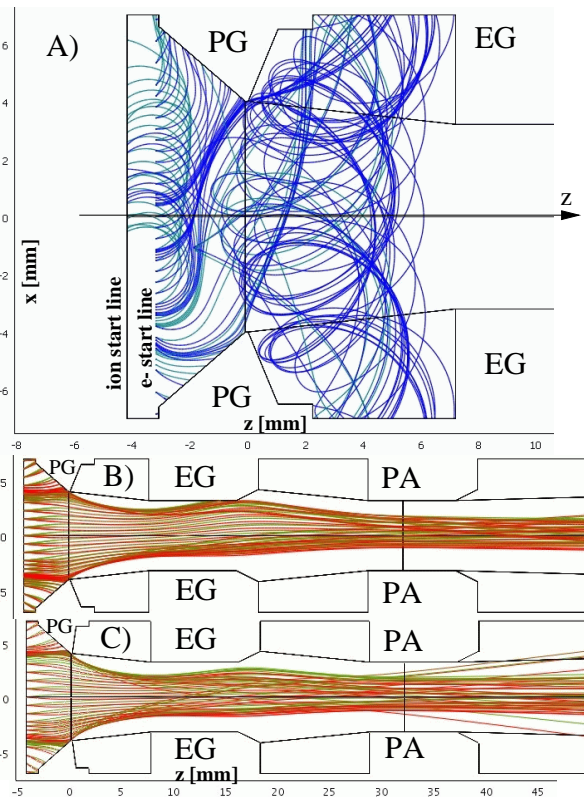 A)
PG
EG
6
4
2
0
-2
-4
-6
x [mm]
z
ion start line
e- start line
PG
EG
z [mm]
-8 -6 -4 -2 0 2 4 6 8 10
PG
B)
EG
PA
5
0
5
EG
PA
PG
C)
EG
PA
5
0
-5
EG
PA
z [mm]
-5 0 5 10 15 20 25 30 35 40 45